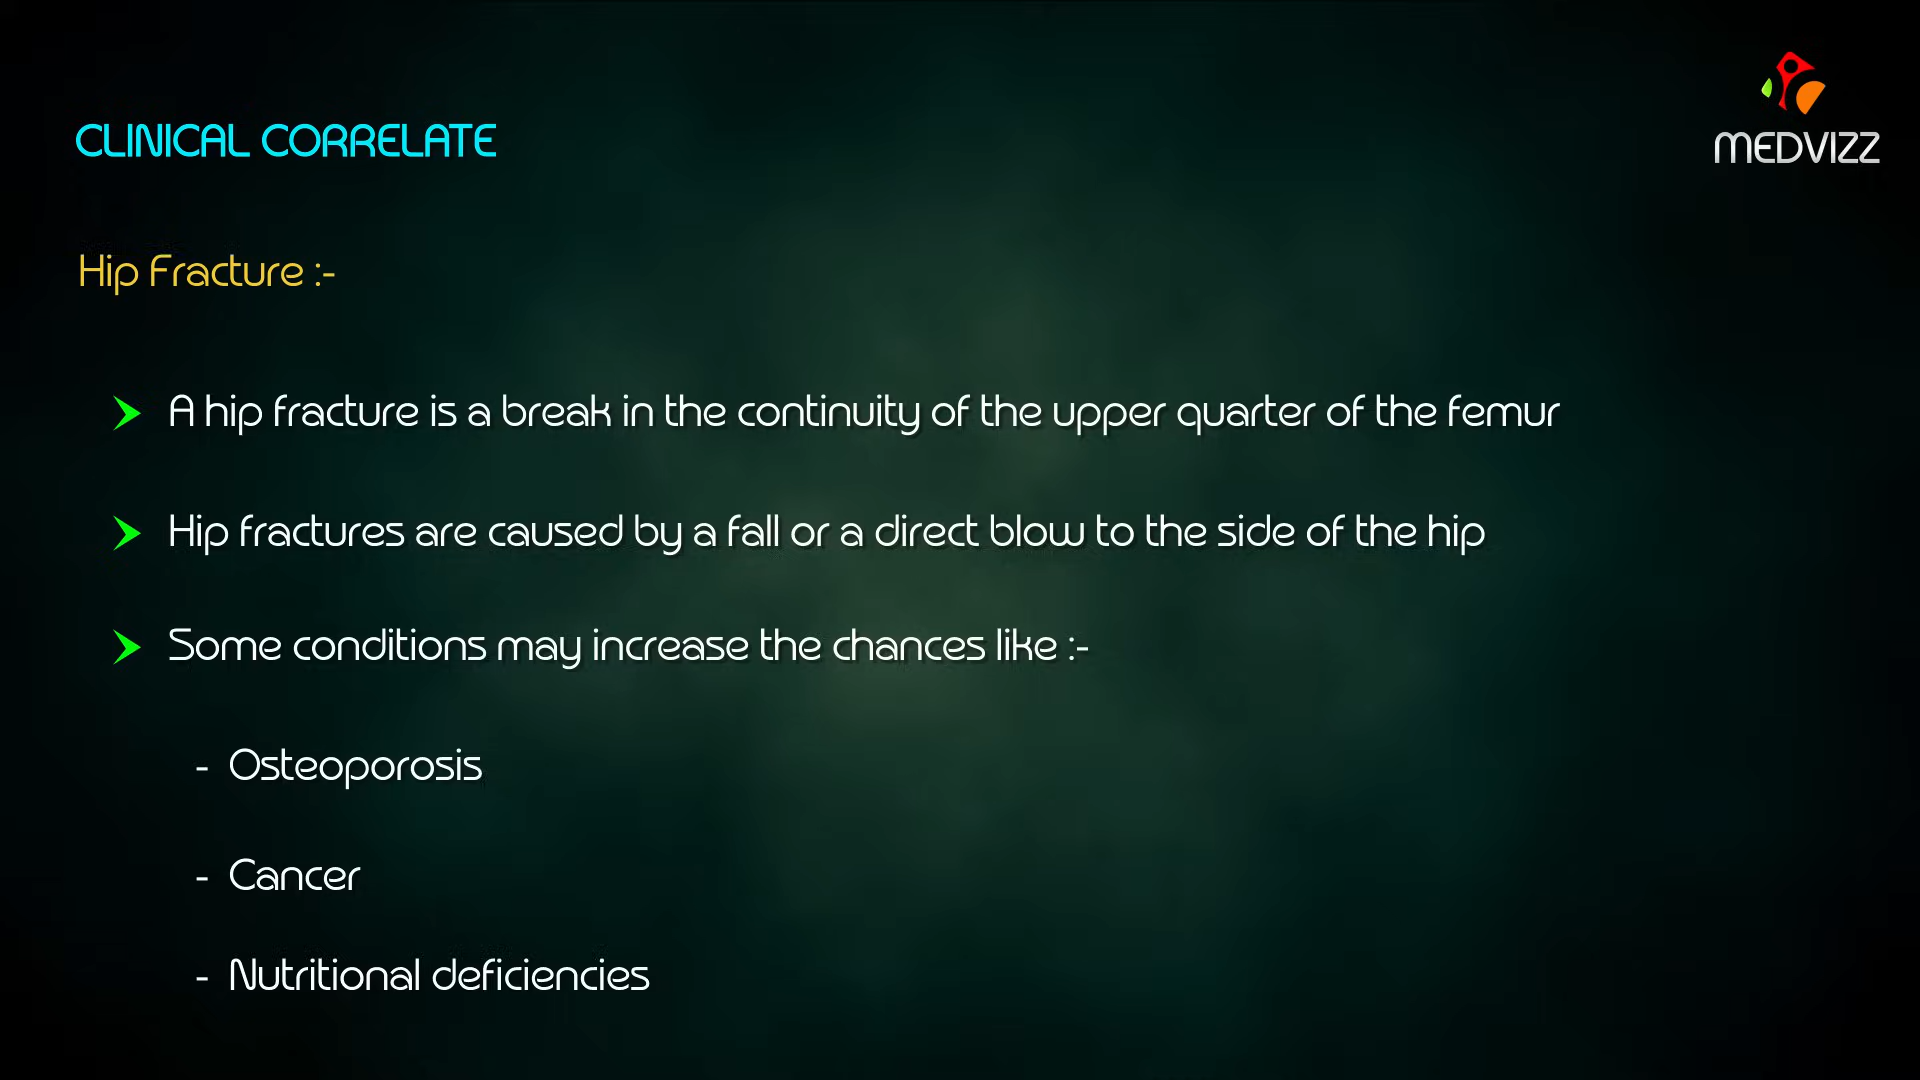 CLINICAL CORRELATE
MEDVIZZ
Hip Fracture :-
A hip fracture is a break in the continuity of the upper quarter of the femur
Hip fractures are caused by a fall or a direct blow to the side of the hip
Some conditions may increase the chances like :-
- Osteoporosis
- Cancer
- Nutritional deficiencies